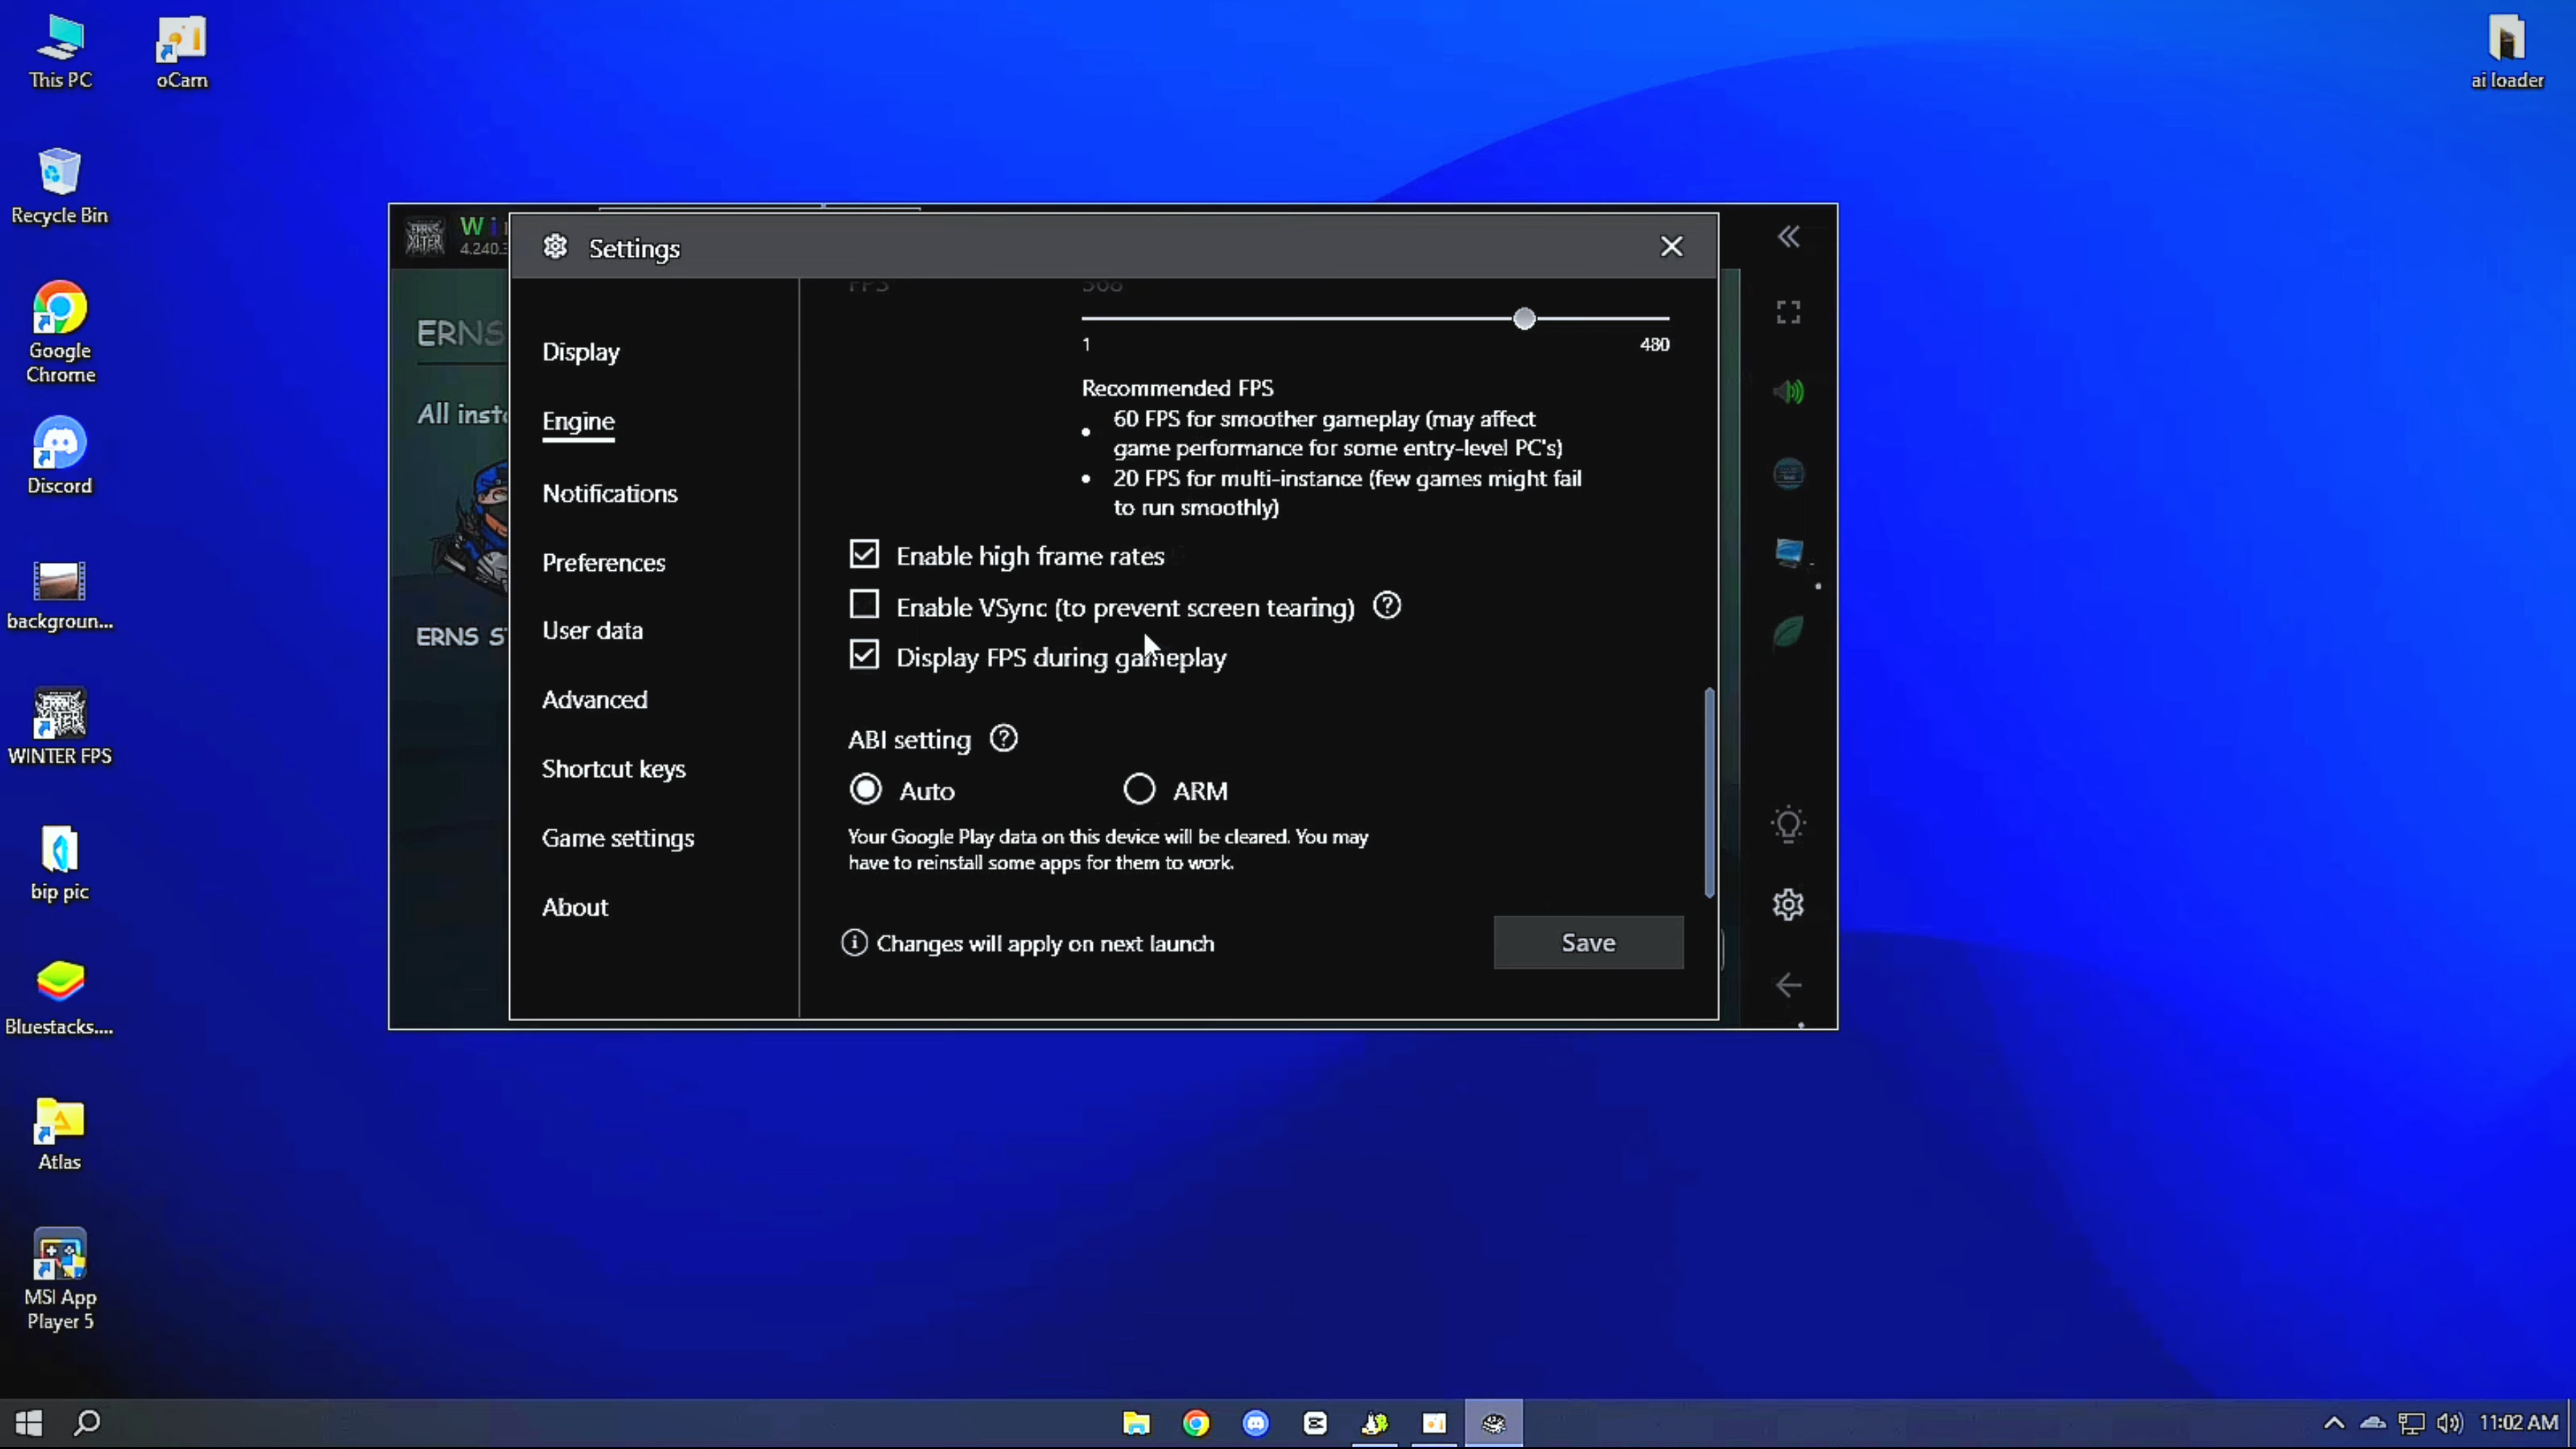 This PC
oCam
ai loader
Recycle Bin
Google
Chrome
Discord
backgroun...
WINTER FPS
bip pic
Bluestacks....
Atlas
MSI App
Player 5
4.240.3
ERNS
All inst
ERNS S
Settings
Display
Engine
Notifications
Preferences
User data
Advanced
Shortcut keys
Game settings
About
FPS
368
1
480
Recommended FPS
• 60 FPS for smoother gameplay (may affect
game performance for some entry-level PC's)
• 20 FPS for multi-instance (few games might fail
to run smoothly)
Enable high frame rates
Enable VSync (to prevent screen tearing)
Display FPS during gameplay
ABI setting
Auto
ARM
Your Google Play data on this device will be cleared. You may
have to reinstall some apps for them to work.
Changes will apply on next launch
Save
11:02 AM